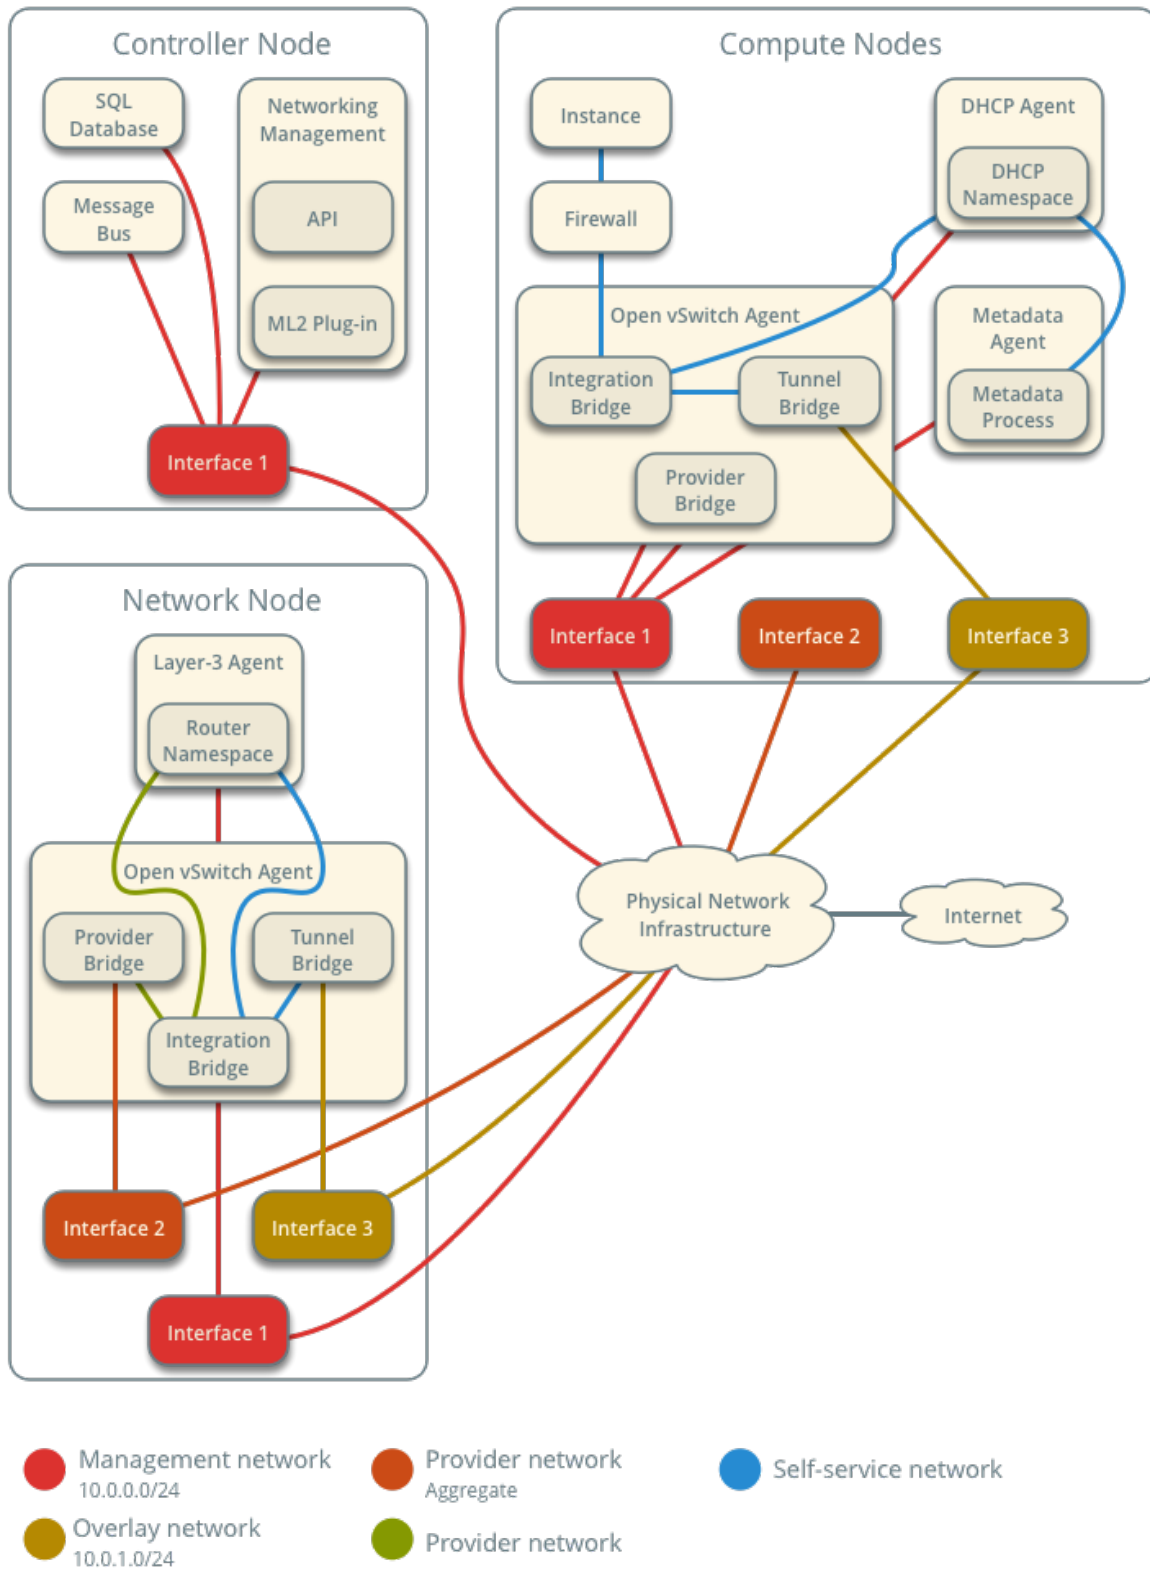 Controller Node
SQL
Database
Networking
Management
Message
Bus
API
ML2 Plug-in
Interface 1
Compute Nodes
Instance
DHCP Agent
DHCP
Namespace
Firewall
Open vSwitch Agent
Metadata
Agent
Integration
Bridge
Tunnel
Bridge
Metadata
Process
Provider
Bridge
Interface 1
Interface 2
Interface 3
Network Node
Layer-3 Agent
Router
Namespace
Open vSwitch Agent
Provider
Bridge
Tunnel
Bridge
Integration
Bridge
Interface 2
Interface 3
Interface 1
Physical Network
Infrastructure
Internet
Management network
10.0.0.0/24
Provider network
Aggregate
Self-service network
Overlay network
10.0.1.0/24
Provider network